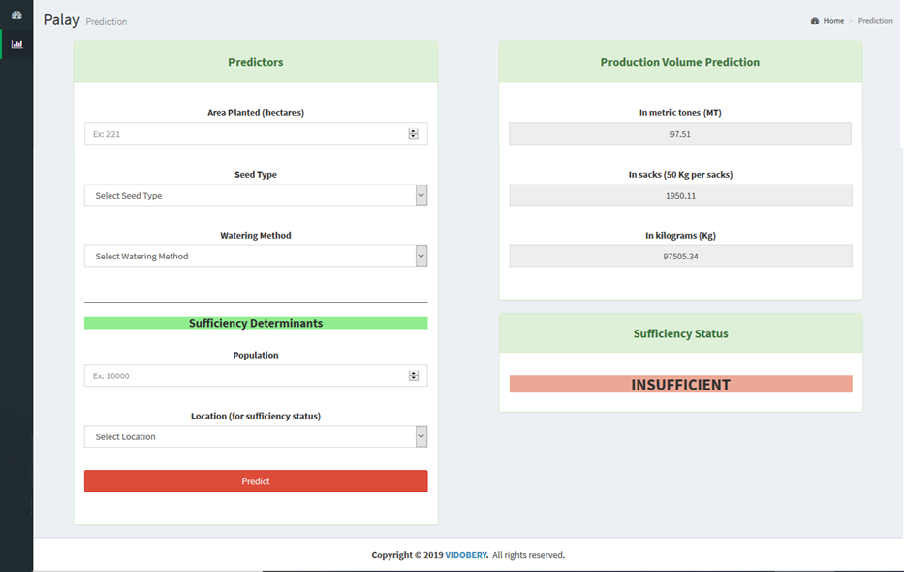 Palay Prediction
Home > Prediction
Predictors
Area Planted (hectares)
Ex: 221
Seed Type
Select Seed Type
Watering Method
Select Watering Method
Sufficiency Determinants
Population
Ex: 10000
Location (for sufficiency status)
Select Location
Predict
Production Volume Prediction
In metric tones (MT)
97.51
In sacks (50 Kg per sacks)
1950.11
In kilograms (Kg)
97505.34
Sufficiency Status
INSUFFICIENT
Copyright © 2019 VIDOBERY. All rights reserved.